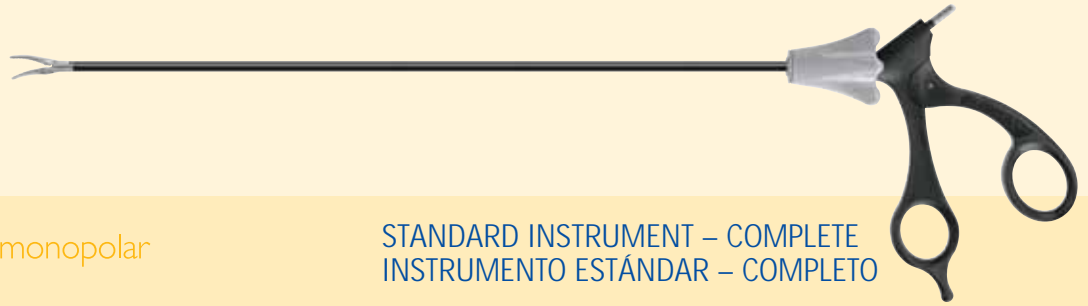 monopolar
STANDARD INSTRUMENT – COMPLETE
INSTRUMENTO ESTÁNDAR – COMPLETO